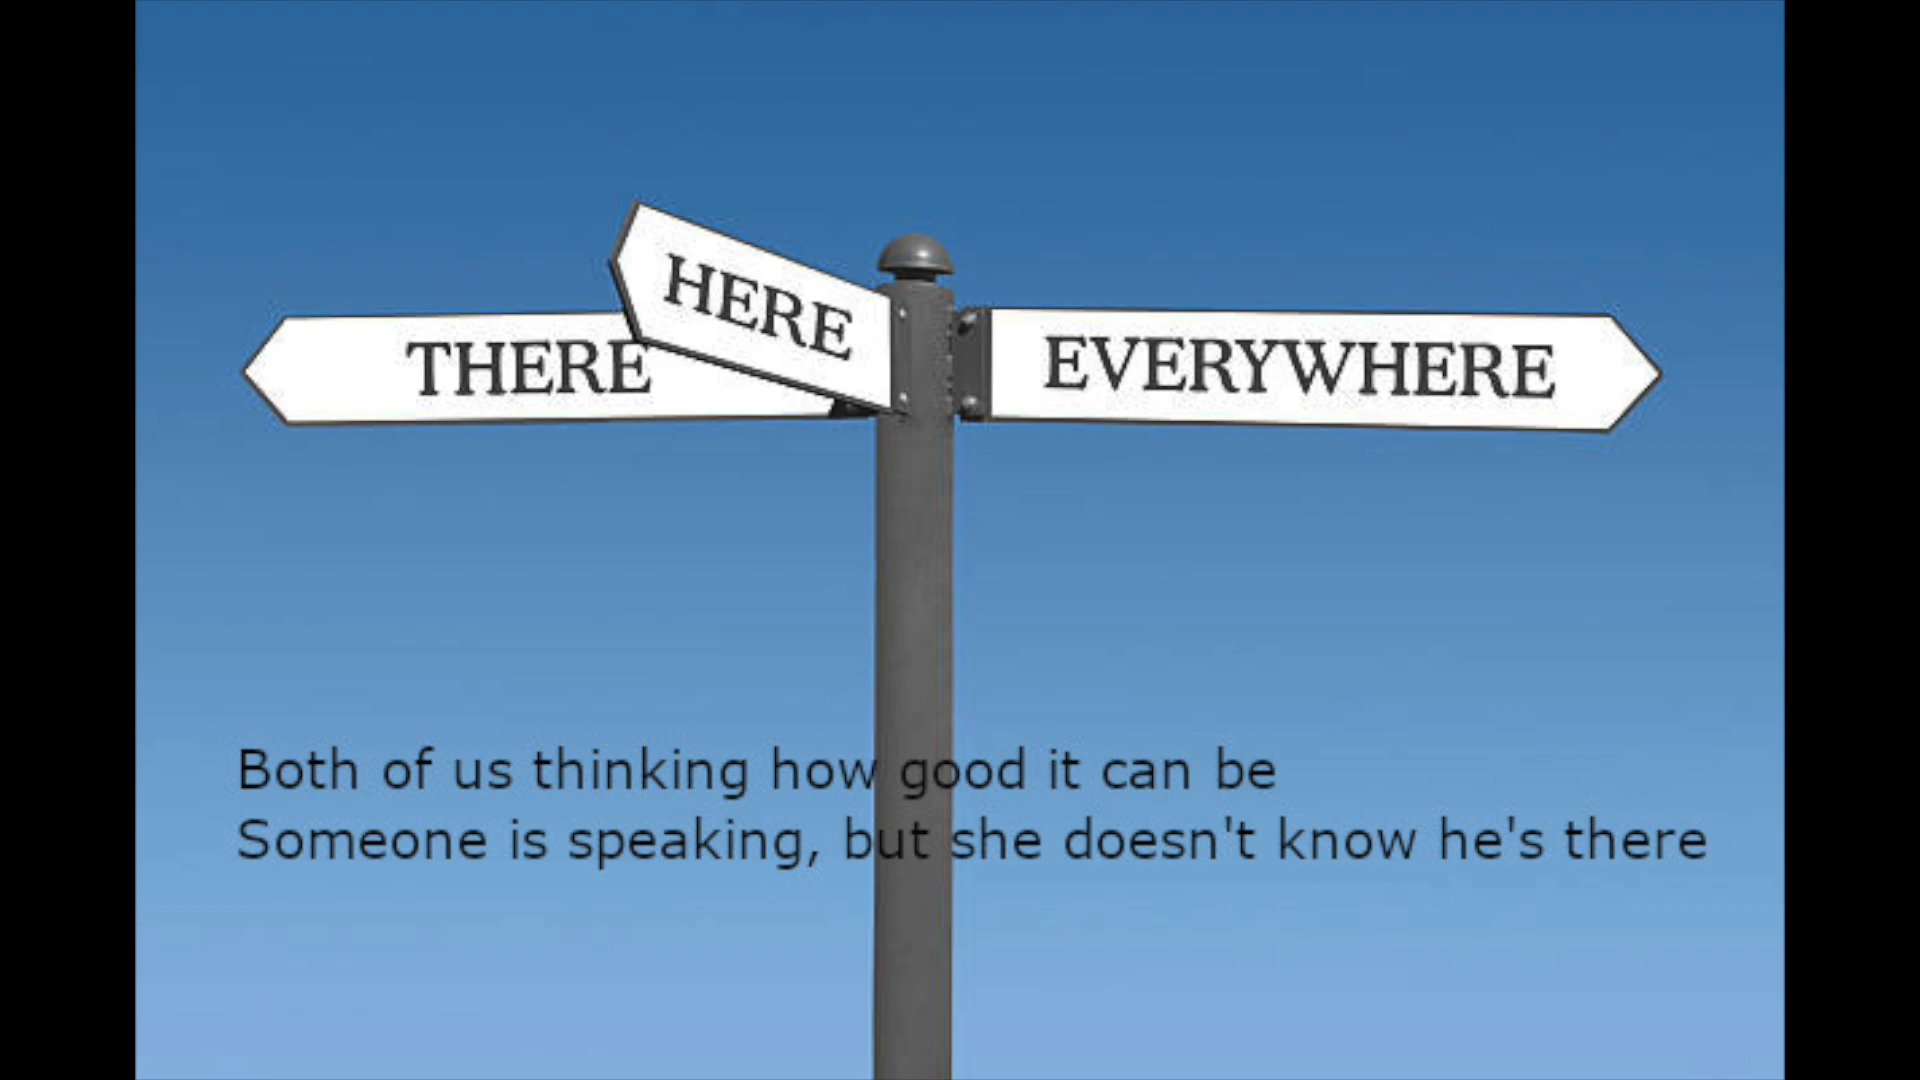 HERE
THERE
EVERYWHERE
Both of us thinking how good it can be
Someone is speaking, but she doesn't know he's there